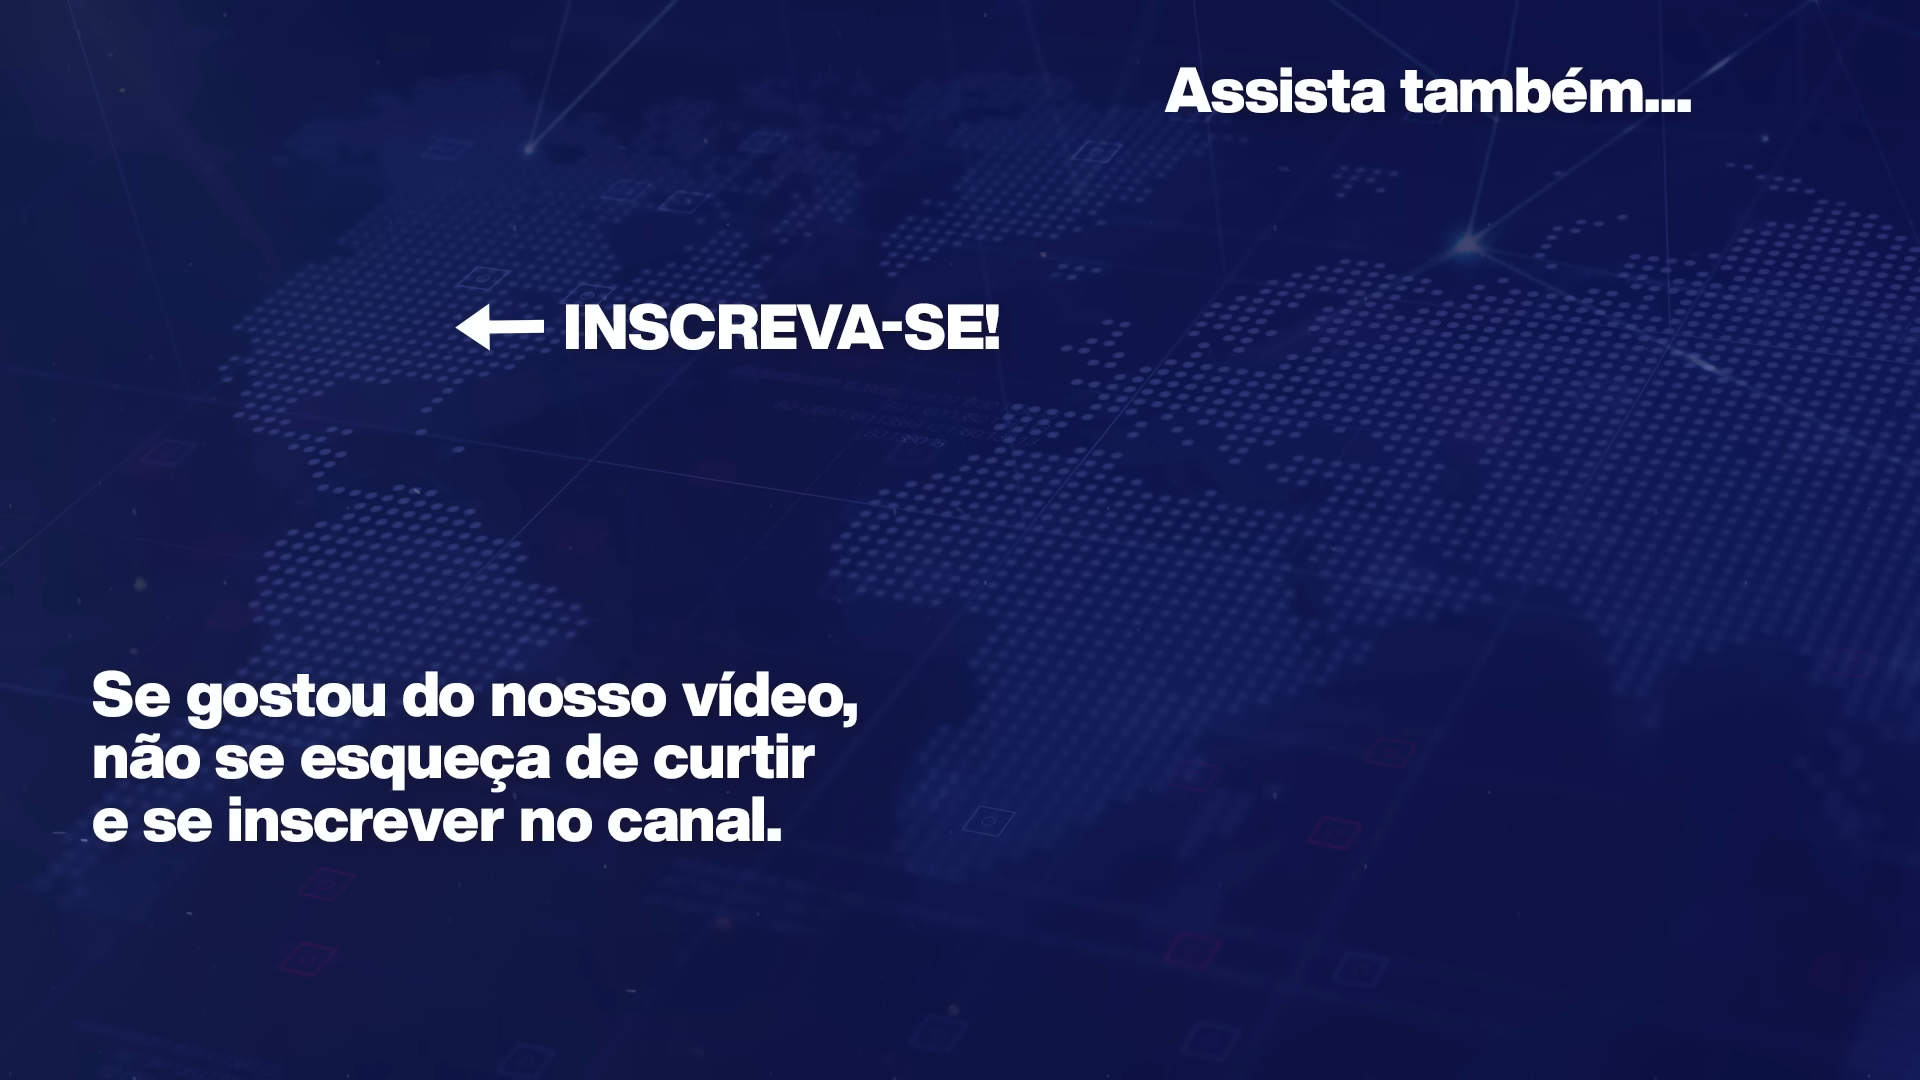 Assista também...
INSCREVA-SE!
Se gostou do nosso vídeo,
não se esqueça de curtir
e se inscrever no canal.